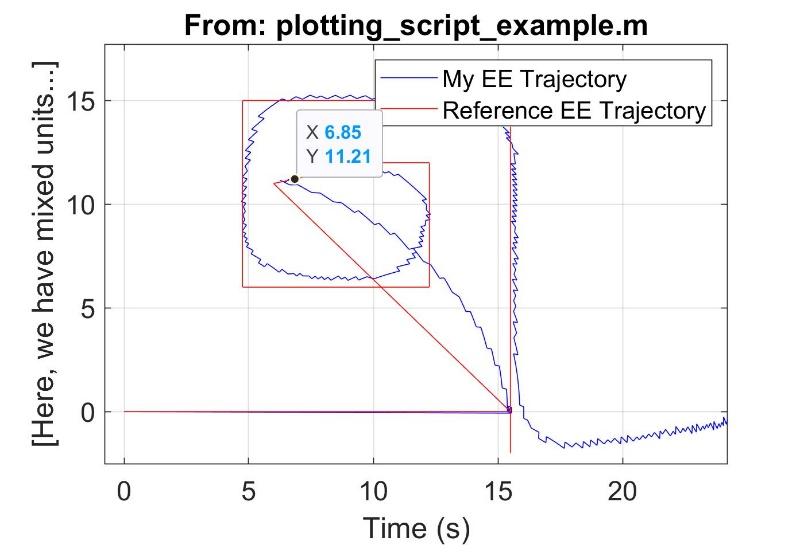 From: plotting_script_example.m
[Here, we have mixed units...]
15
10
5
0
My EE Trajectory
Reference EE Trajectory
X 6.85
Y 11.21
0 5 10 15 20
Time (s)